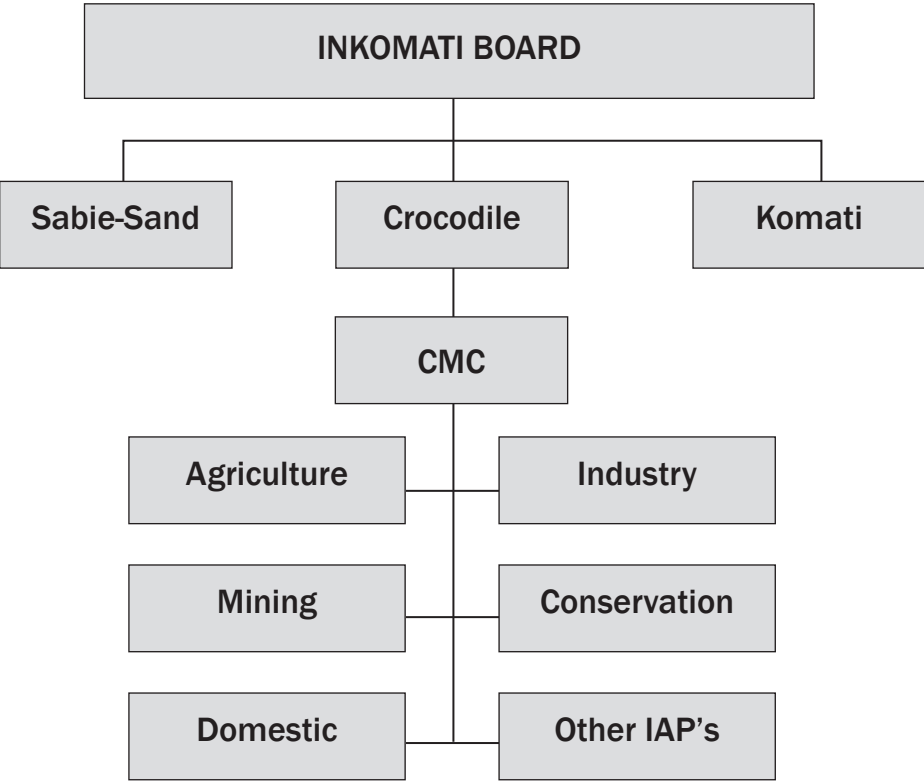 INKOMATI BOARD
Sabie-Sand
Crocodile
Komati
CMC
Agriculture
Industry
Mining
Conservation
Domestic
Other IAP's